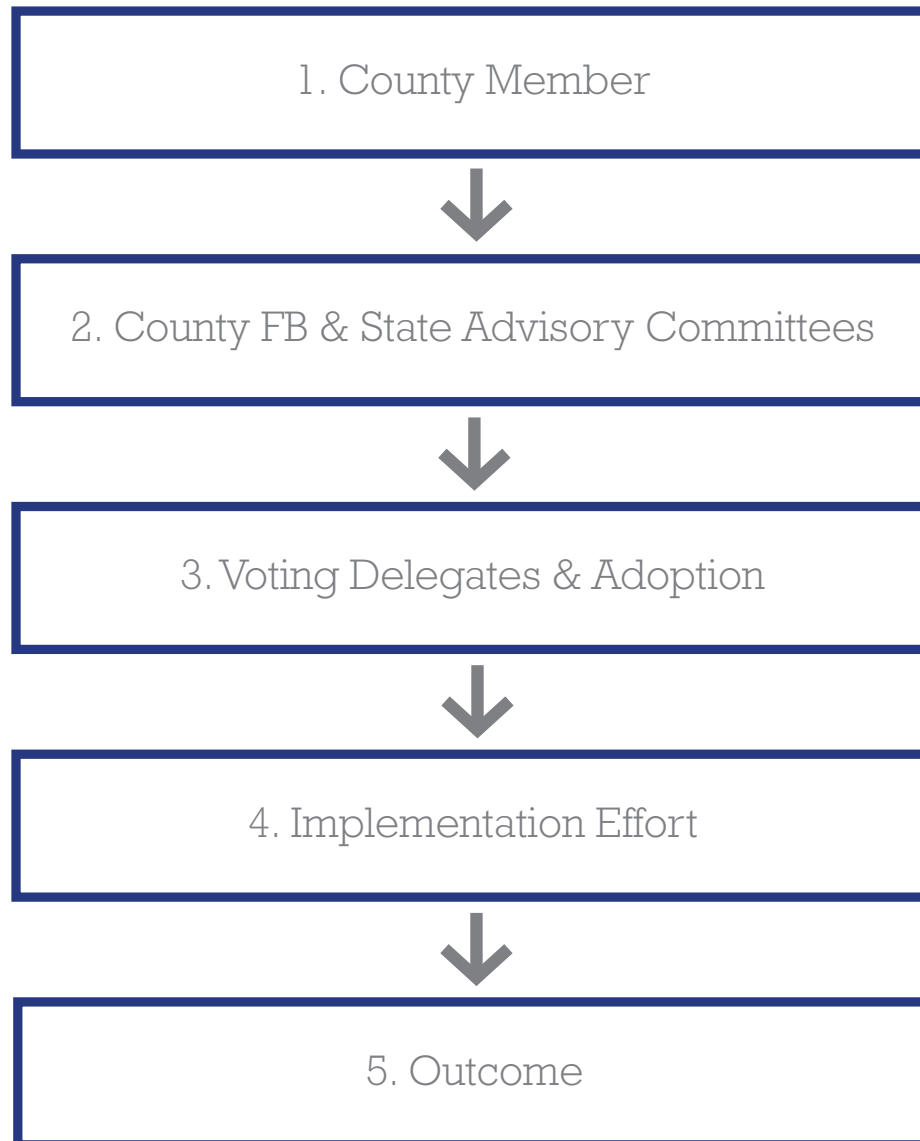 1. County Member
2. County FB & State Advisory Committees
3. Voting Delegates & Adoption
4. Implementation Effort
5. Outcome